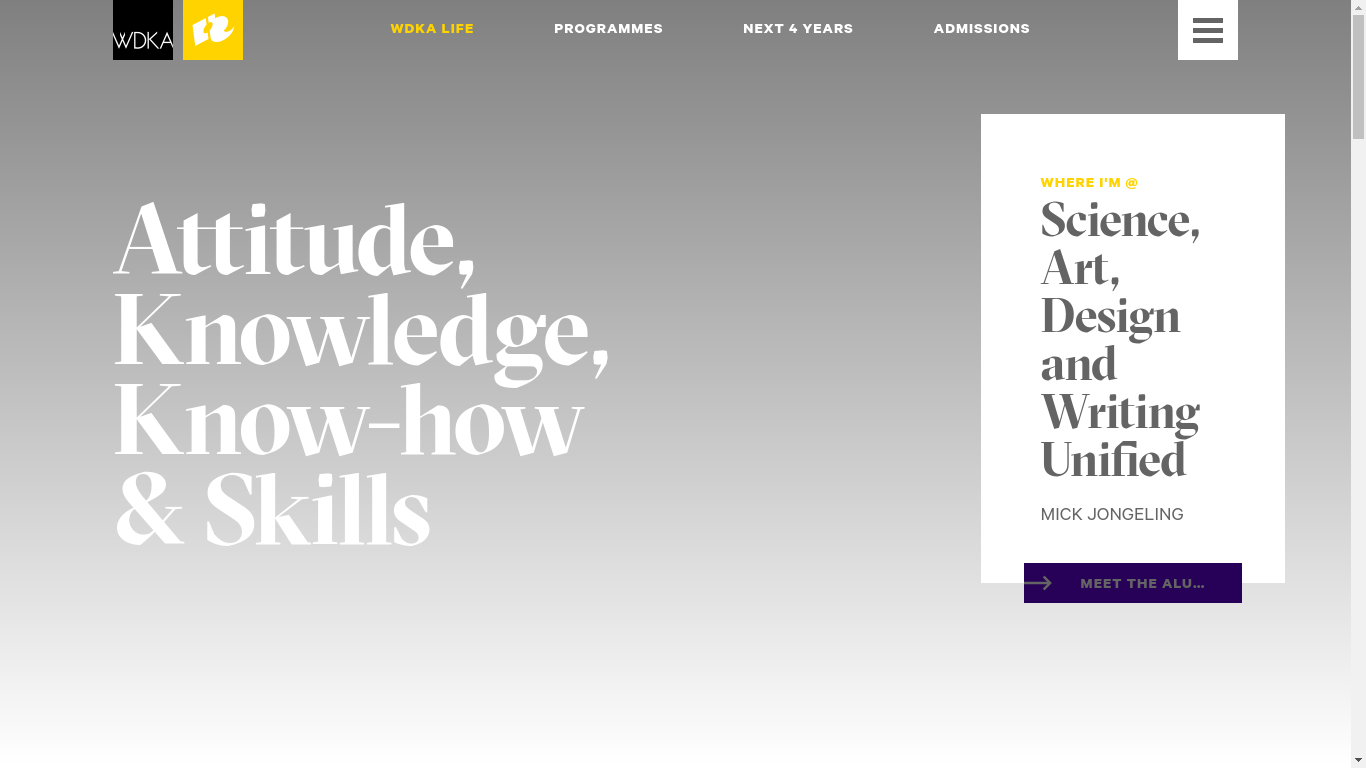 WDKA
WDKA LIFE
PROGRAMMES
NEXT 4 YEARS
ADMISSIONS
Attitude,
Knowledge,
Know-how
& Skills
WHERE I'M @
Science,
Art,
Design
and
Writing
Unified
MICK JONGELING
MEET THE ALU...